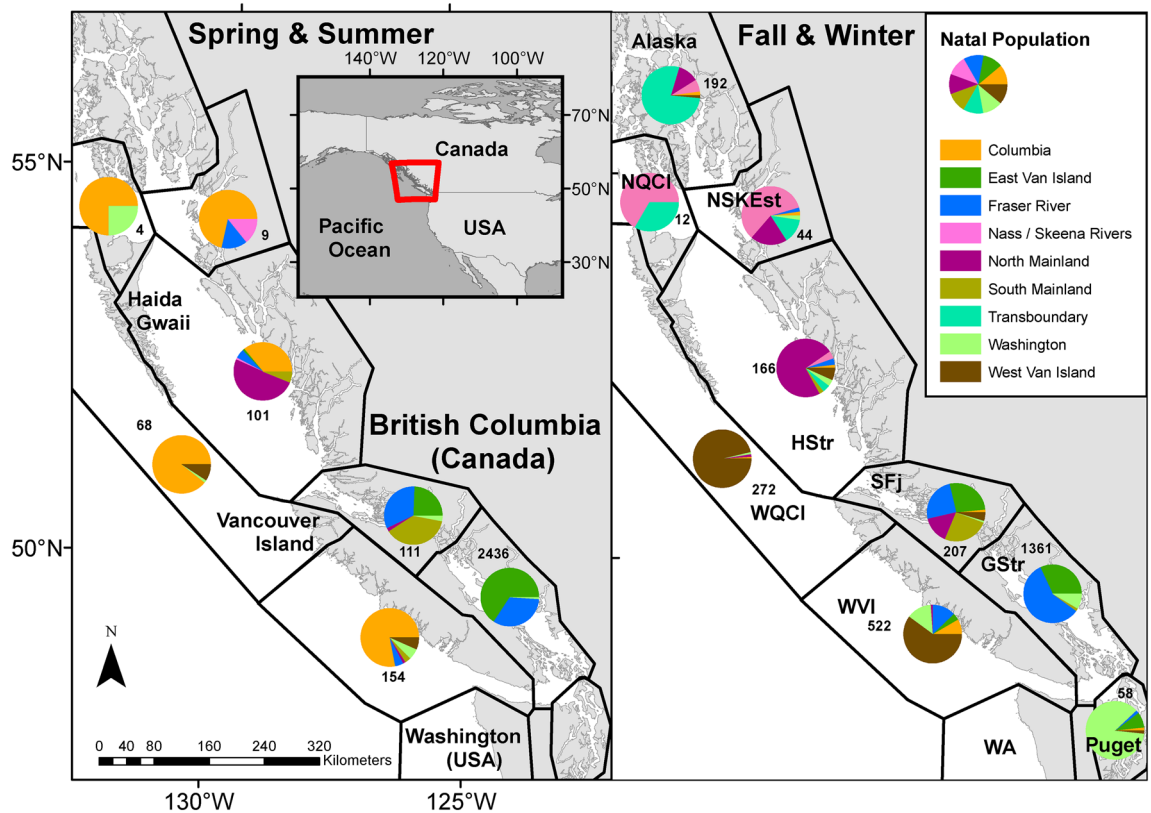 Spring & Summer
140°W
120°W
100°W
70°N
50°N
30°N
Canada
USA
Pacific
Ocean
55°N
50°N
4
9
Haida
Gwaii
101
68
British Columbia
(Canada)
Vancouver
Island
111
2436
154
N
0 40 80 160 240 320
Kilometers
Washington
(USA)
130°W
125°W
Fall & Winter
Alaska
192
NQCI
12
NSKEst
44
166
HStr
272
WQCI
SFj
207
1361
GStr
WVI
522
58
Puget
WA
Natal Population
Columbia
East Van Island
Fraser River
Nass / Skeena Rivers
North Mainland
South Mainland
Transboundary
Washington
West Van Island